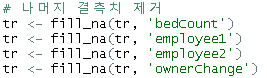 # 나머지 결측치 제거
tr <- fill_na(tr, 'bedCount')
tr <- fill_na(tr, 'employee1')
tr <- fill_na(tr, 'employee2')
tr <- fill_na(tr, 'ownerChange')